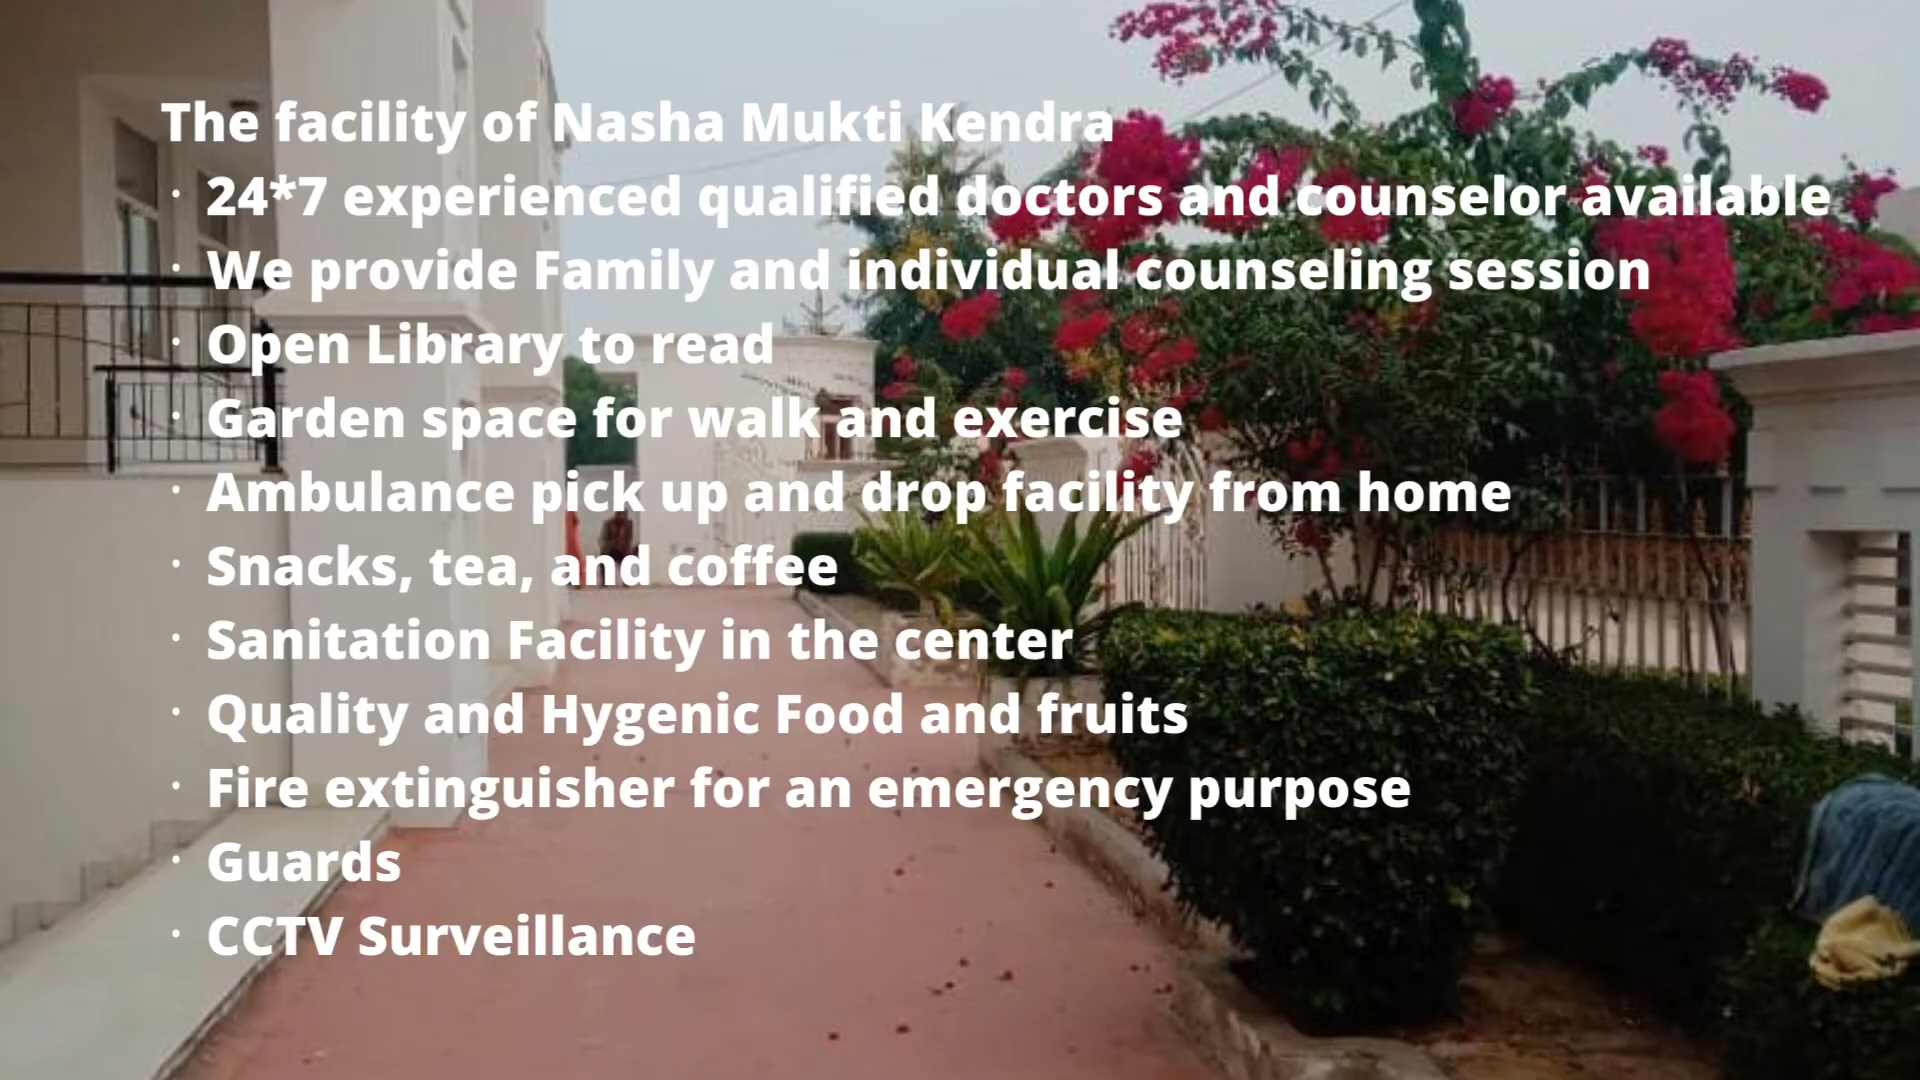 The facility of Nasha Mukti Kendra
· 24*7 experienced qualified doctors and counselor available
· We provide Family and individual counseling session
· Open Library to read
· Garden space for walk and exercise
· Ambulance pick up and drop facility from home
· Snacks, tea, and coffee
· Sanitation Facility in the center
· Quality and Hygenic Food and fruits
· Fire extinguisher for an emergency purpose
· Guards
· CCTV Surveillance